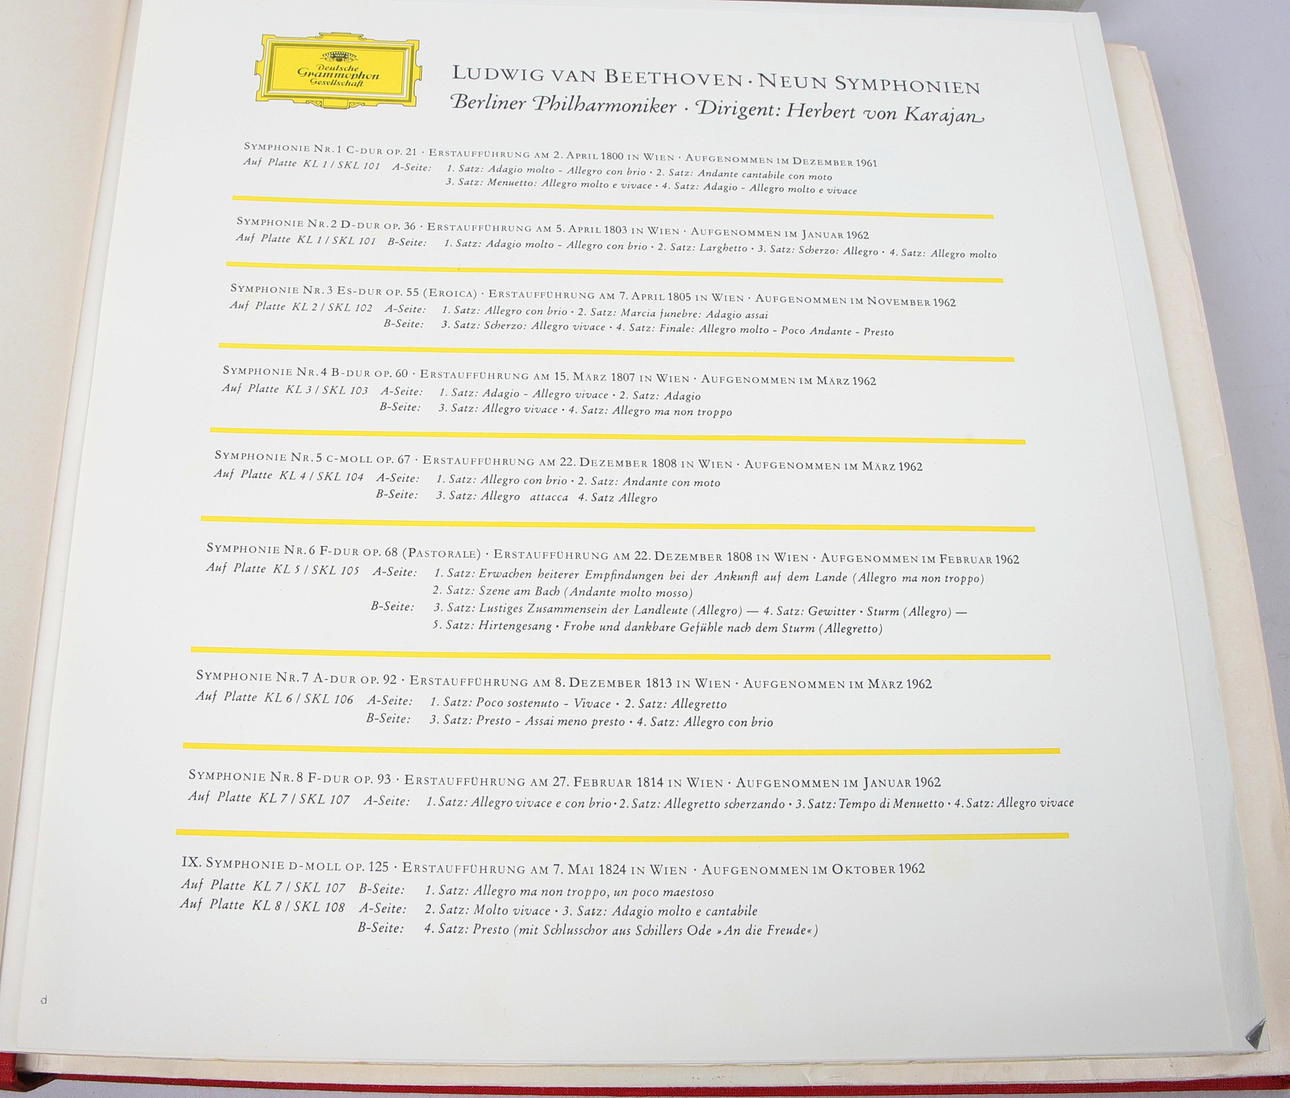 Deutsche
Grammophon
Gesellschaft
LUDWIG VAN BEETHOVEN · NEUN SYMPHONIEN
Berliner Philharmoniker · Dirigent: Herbert von Karajan
SYMPHONIE NR. 1 C-DUR OP. 21 · ERSTAUFFÜHRUNG AM 2. APRIL 1800 IN WIEN · AUFGENOMMEN IM DEZEMBER 1961
Auf Platte KL 1 / SKL 101 A-Seite: 1. Satz: Adagio molto – Allegro con brio · 2. Satz: Andante cantabile con moto
3. Satz: Menuetto: Allegro molto e vivace · 4. Satz: Adagio – Allegro molto e vivace
SYMPHONIE NR. 2 D-DUR OP. 36 · ERSTAUFFÜHRUNG AM 5. APRIL 1803 IN WIEN · AUFGENOMMEN IM JANUAR 1962
Auf Platte KL 1 / SKL 101 B-Seite: 1. Satz: Adagio molto – Allegro con brio · 2. Satz: Larghetto · 3. Satz: Scherzo: Allegro · 4. Satz: Allegro molto
SYMPHONIE NR. 3 ES-DUR OP. 55 (EROICA) · ERSTAUFFÜHRUNG AM 7. APRIL 1805 IN WIEN · AUFGENOMMEN IM NOVEMBER 1962
Auf Platte KL 2 / SKL 102 A-Seite: 1. Satz: Allegro con brio · 2. Satz: Marcia funebre: Adagio assai
B-Seite: 3. Satz: Scherzo: Allegro vivace · 4. Satz: Finale: Allegro molto – Poco Andante – Presto
SYMPHONIE NR. 4 B-DUR OP. 60 · ERSTAUFFÜHRUNG AM 15. MÄRZ 1807 IN WIEN · AUFGENOMMEN IM MÄRZ 1962
Auf Platte KL 3 / SKL 103 A-Seite: 1. Satz: Adagio – Allegro vivace · 2. Satz: Adagio
B-Seite: 3. Satz: Allegro vivace · 4. Satz: Allegro ma non troppo
SYMPHONIE NR. 5 C-MOLL OP. 67 · ERSTAUFFÜHRUNG AM 22. DEZEMBER 1808 IN WIEN · AUFGENOMMEN IM MÄRZ 1962
Auf Platte KL 4 / SKL 104 A-Seite: 1. Satz: Allegro con brio · 2. Satz: Andante con moto
B-Seite: 3. Satz: Allegro attacca 4. Satz Allegro
SYMPHONIE NR. 6 F-DUR OP. 68 (PASTORALE) · ERSTAUFFÜHRUNG AM 22. DEZEMBER 1808 IN WIEN · AUFGENOMMEN IM FEBRUAR 1962
Auf Platte KL 5 / SKL 105 A-Seite: 1. Satz: Erwachen heiterer Empfindungen bei der Ankunft auf dem Lande (Allegro ma non troppo)
2. Satz: Szene am Bach (Andante molto mosso)
B-Seite: 3. Satz: Lustiges Zusammensein der Landleute (Allegro) — 4. Satz: Gewitter · Sturm (Allegro) —
5. Satz: Hirtengesang · Frohe und dankbare Gefühle nach dem Sturm (Allegretto)
SYMPHONIE NR. 7 A-DUR OP. 92 · ERSTAUFFÜHRUNG AM 8. DEZEMBER 1813 IN WIEN · AUFGENOMMEN IM MÄRZ 1962
Auf Platte KL 6 / SKL 106 A-Seite: 1. Satz: Poco sostenuto – Vivace · 2. Satz: Allegretto
B-Seite: 3. Satz: Presto – Assai meno presto · 4. Satz: Allegro con brio
SYMPHONIE NR. 8 F-DUR OP. 93 · ERSTAUFFÜHRUNG AM 27. FEBRUAR 1814 IN WIEN · AUFGENOMMEN IM JANUAR 1962
Auf Platte KL 7 / SKL 107 A-Seite: 1. Satz: Allegro vivace e con brio · 2. Satz: Allegretto scherzando · 3. Satz: Tempo di Menuetto · 4. Satz: Allegro vivace
IX. SYMPHONIE D-MOLL OP. 125 · ERSTAUFFÜHRUNG AM 7. MAI 1824 IN WIEN · AUFGENOMMEN IM OKTOBER 1962
Auf Platte KL 7 / SKL 107 B-Seite: 1. Satz: Allegro ma non troppo, un poco maestoso
Auf Platte KL 8 / SKL 108 A-Seite: 2. Satz: Molto vivace · 3. Satz: Adagio molto e cantabile
B-Seite: 4. Satz: Presto (mit Schlusschor aus Schillers Ode »An die Freude«)
d